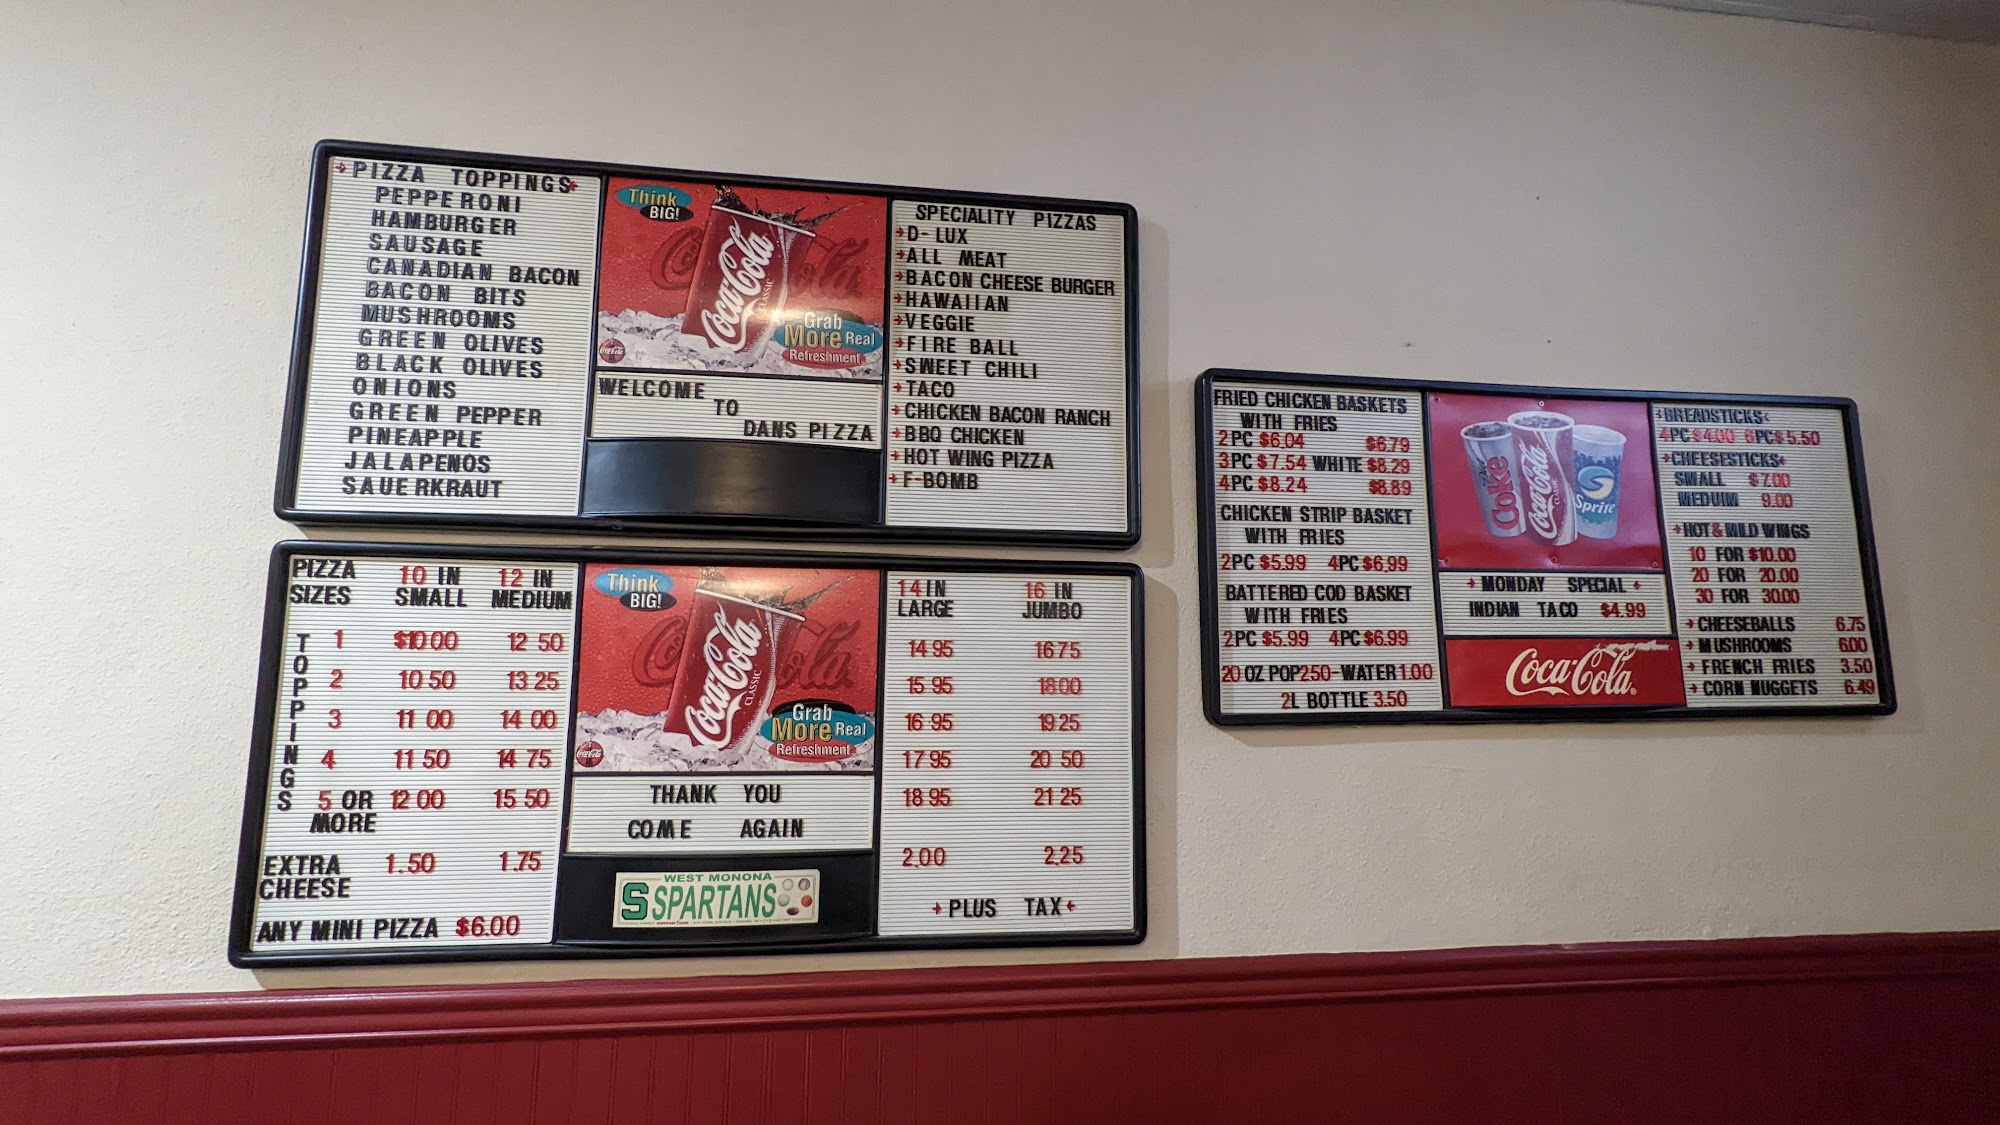 PIZZA TOPPINGS
PEPPERONI
HAMBURGER
SAUSAGE
CANADIAN BACON
BACON BITS
MUSHROOMS
GREEN OLIVES
BLACK OLIVES
ONIONS
GREEN PEPPER
PINEAPPLE
JALAPENOS
SAUERKRAUT
Think
BIG!
Coca-Cola
CLASSIC
Grab
More Real
Refreshment.
WELCOME
TO
DANS PIZZA
SPECIALITY PIZZAS
D-LUX
ALL MEAT
BACON CHEESE BURGER
HAWAIIAN
VEGGIE
FIRE BALL
SWEET CHILI
TACO
CHICKEN BACON RANCH
BBQ CHICKEN
HOT WING PIZZA
F-BOMB
PIZZA 10 IN 12 IN
SIZES SMALL MEDIUM
TOPPINGS
1 $10 00 12 50
2 10 50 13 25
3 11 00 14 00
4 11 50 14 75
5 OR 12 00 15 50
MORE
EXTRA 1.50 1.75
CHEESE
ANY MINI PIZZA $6.00
Think
BIG!
Coca-Cola
CLASSIC
Grab
More Real
Refreshment.
THANK YOU
COME AGAIN
WEST MONONA
S SPARTANS
14 IN 16 IN
LARGE JUMBO
14 95 16 75
15 95 18 00
16 95 19 25
17 95 20 50
18 95 21 25
2.00 2.25
PLUS TAX
FRIED CHICKEN BASKETS
WITH FRIES
2PC $6.04 $6.79
3PC $7.54 WHITE $8.29
4PC $8.24 $8.89
CHICKEN STRIP BASKET
WITH FRIES
2PC $5.99 4PC $6.99
BATTERED COD BASKET
WITH FRIES
2PC $5.99 4PC $6.99
20 OZ POP 250-WATER 1.00
2L BOTTLE 3.50
Diet Coke
Coca-Cola
CLASSIC
Sprite
MONDAY SPECIAL
INDIAN TACO $4.99
Coca-Cola
BREADSTICKS
4PC $4.00 6PC $5.50
CHEESESTICKS
SMALL $7.00
MEDUIM 9.00
HOT & MILD WINGS
10 FOR $10.00
20 FOR 20.00
30 FOR 30.00
CHEESEBALLS 6.75
MUSHROOMS 6.00
FRENCH FRIES 3.50
CORN NUGGETS 6.49